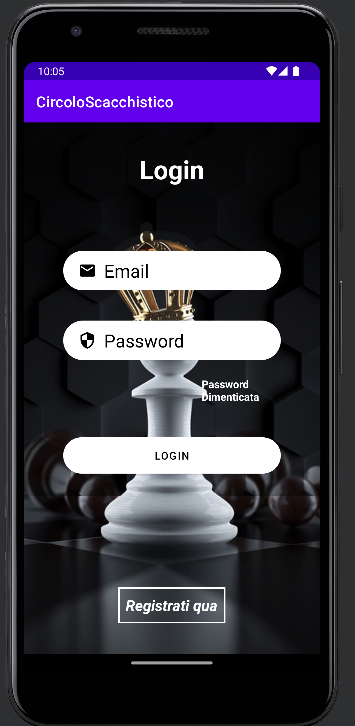 10:05
CircoloScacchistico
Login
Email
Password
Password
Dimenticata
LOGIN
Registrati qua